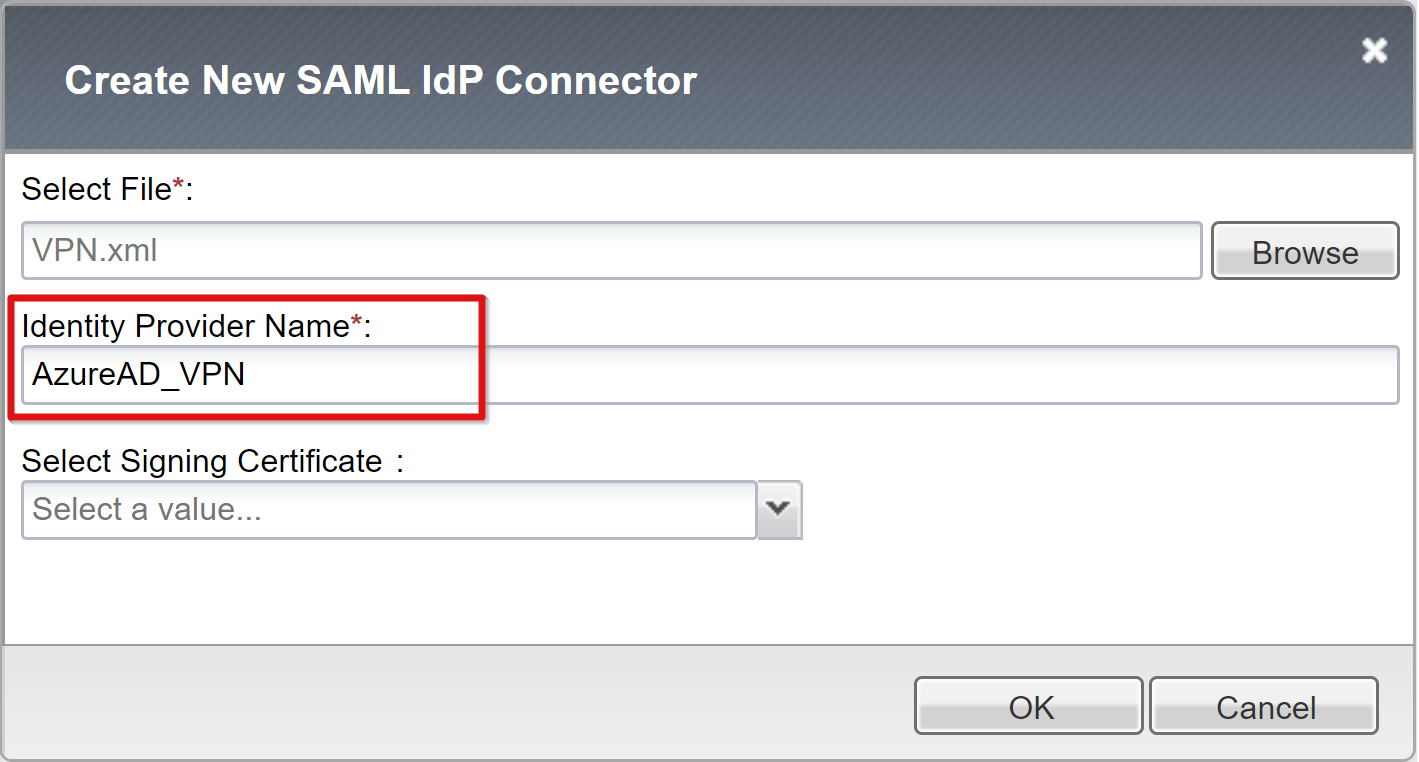 Create New SAML IdP Connector
Select File*:
VPN.xml
Browse
Identity Provider Name*:
AzureAD_VPN
Select Signing Certificate :
Select a value...
OK
Cancel